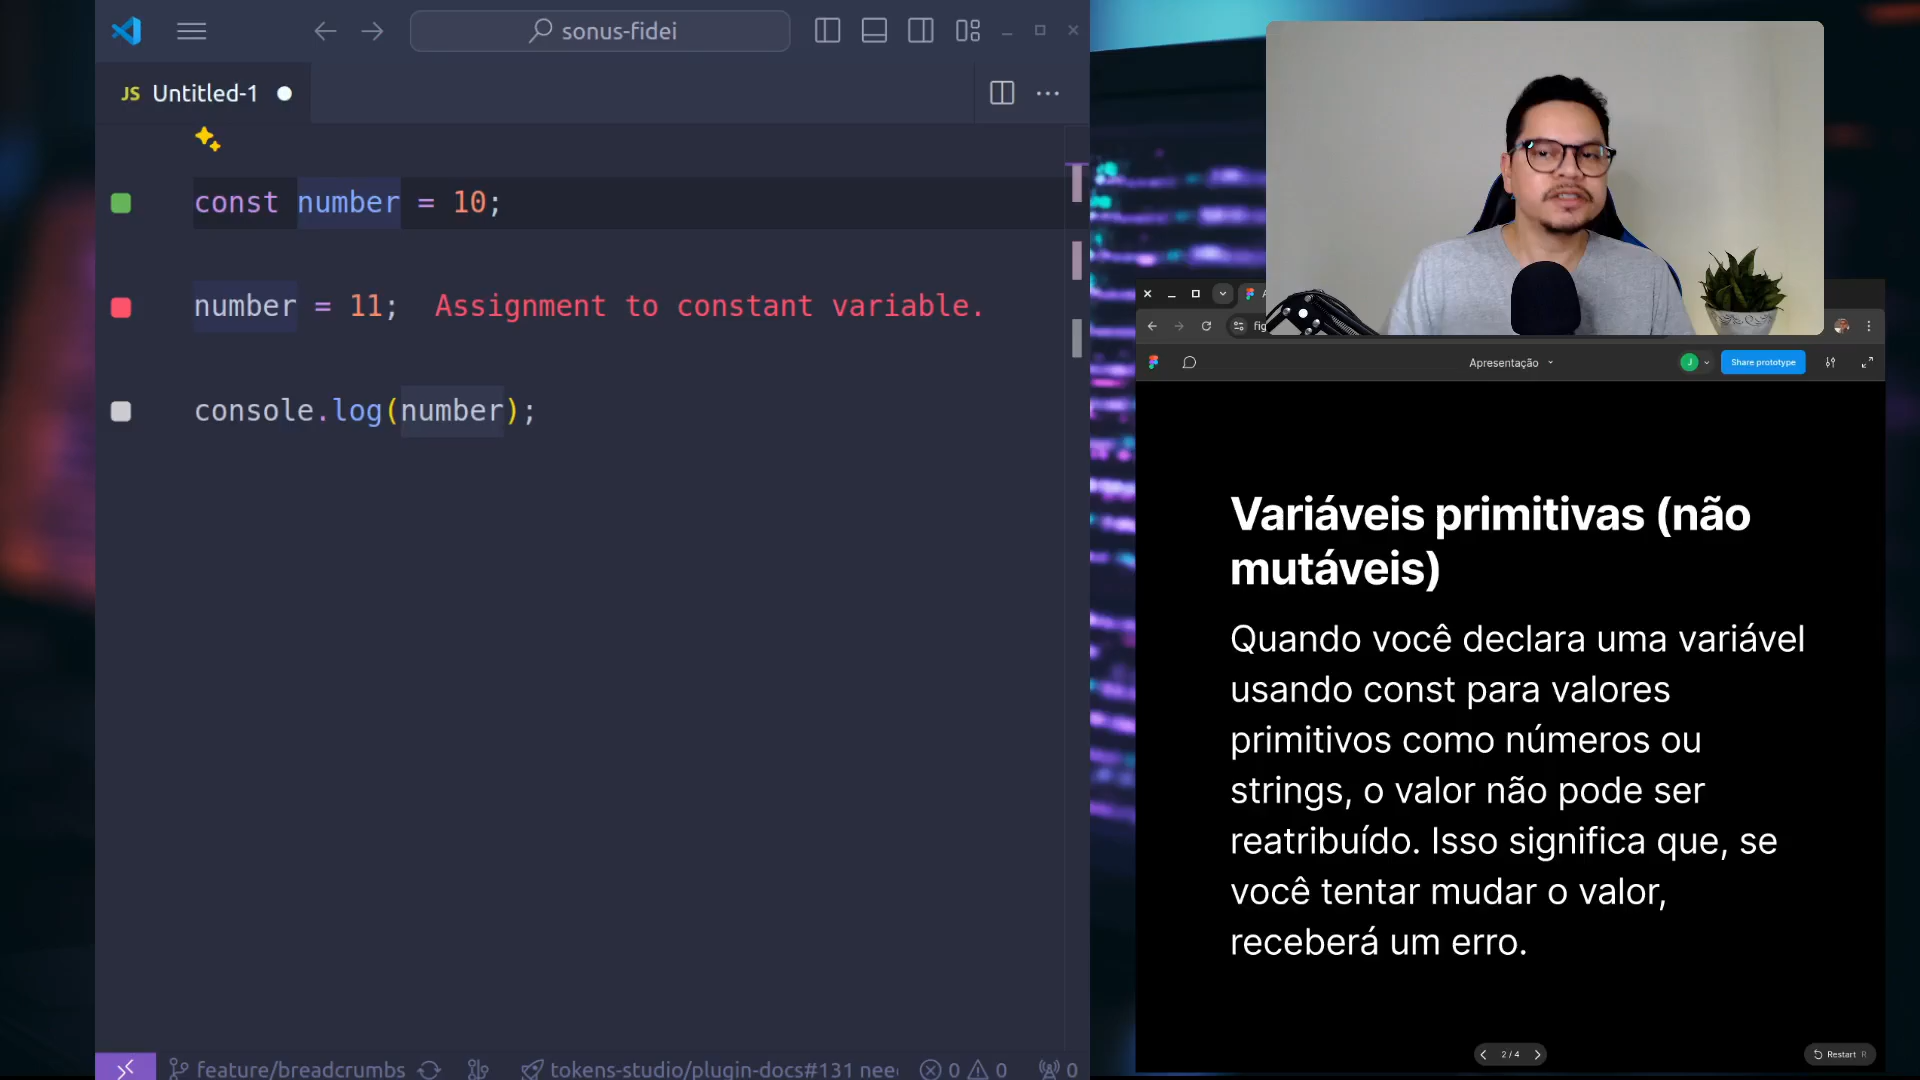 sonus-fidei
JS Untitled-1
const number = 10;
number = 11; Assignment to constant variable.
console.log(number);
feature/breadcrumbs
tokens-studio/plugin-docs#131
0 0
0
Apresentação
J
Share prototype
Variáveis primitivas (não
mutáveis)
Quando você declara uma variável
usando const para valores
primitivos como números ou
strings, o valor não pode ser
reatribuído. Isso significa que, se
você tentar mudar o valor,
receberá um erro.
2 / 4
Restart R